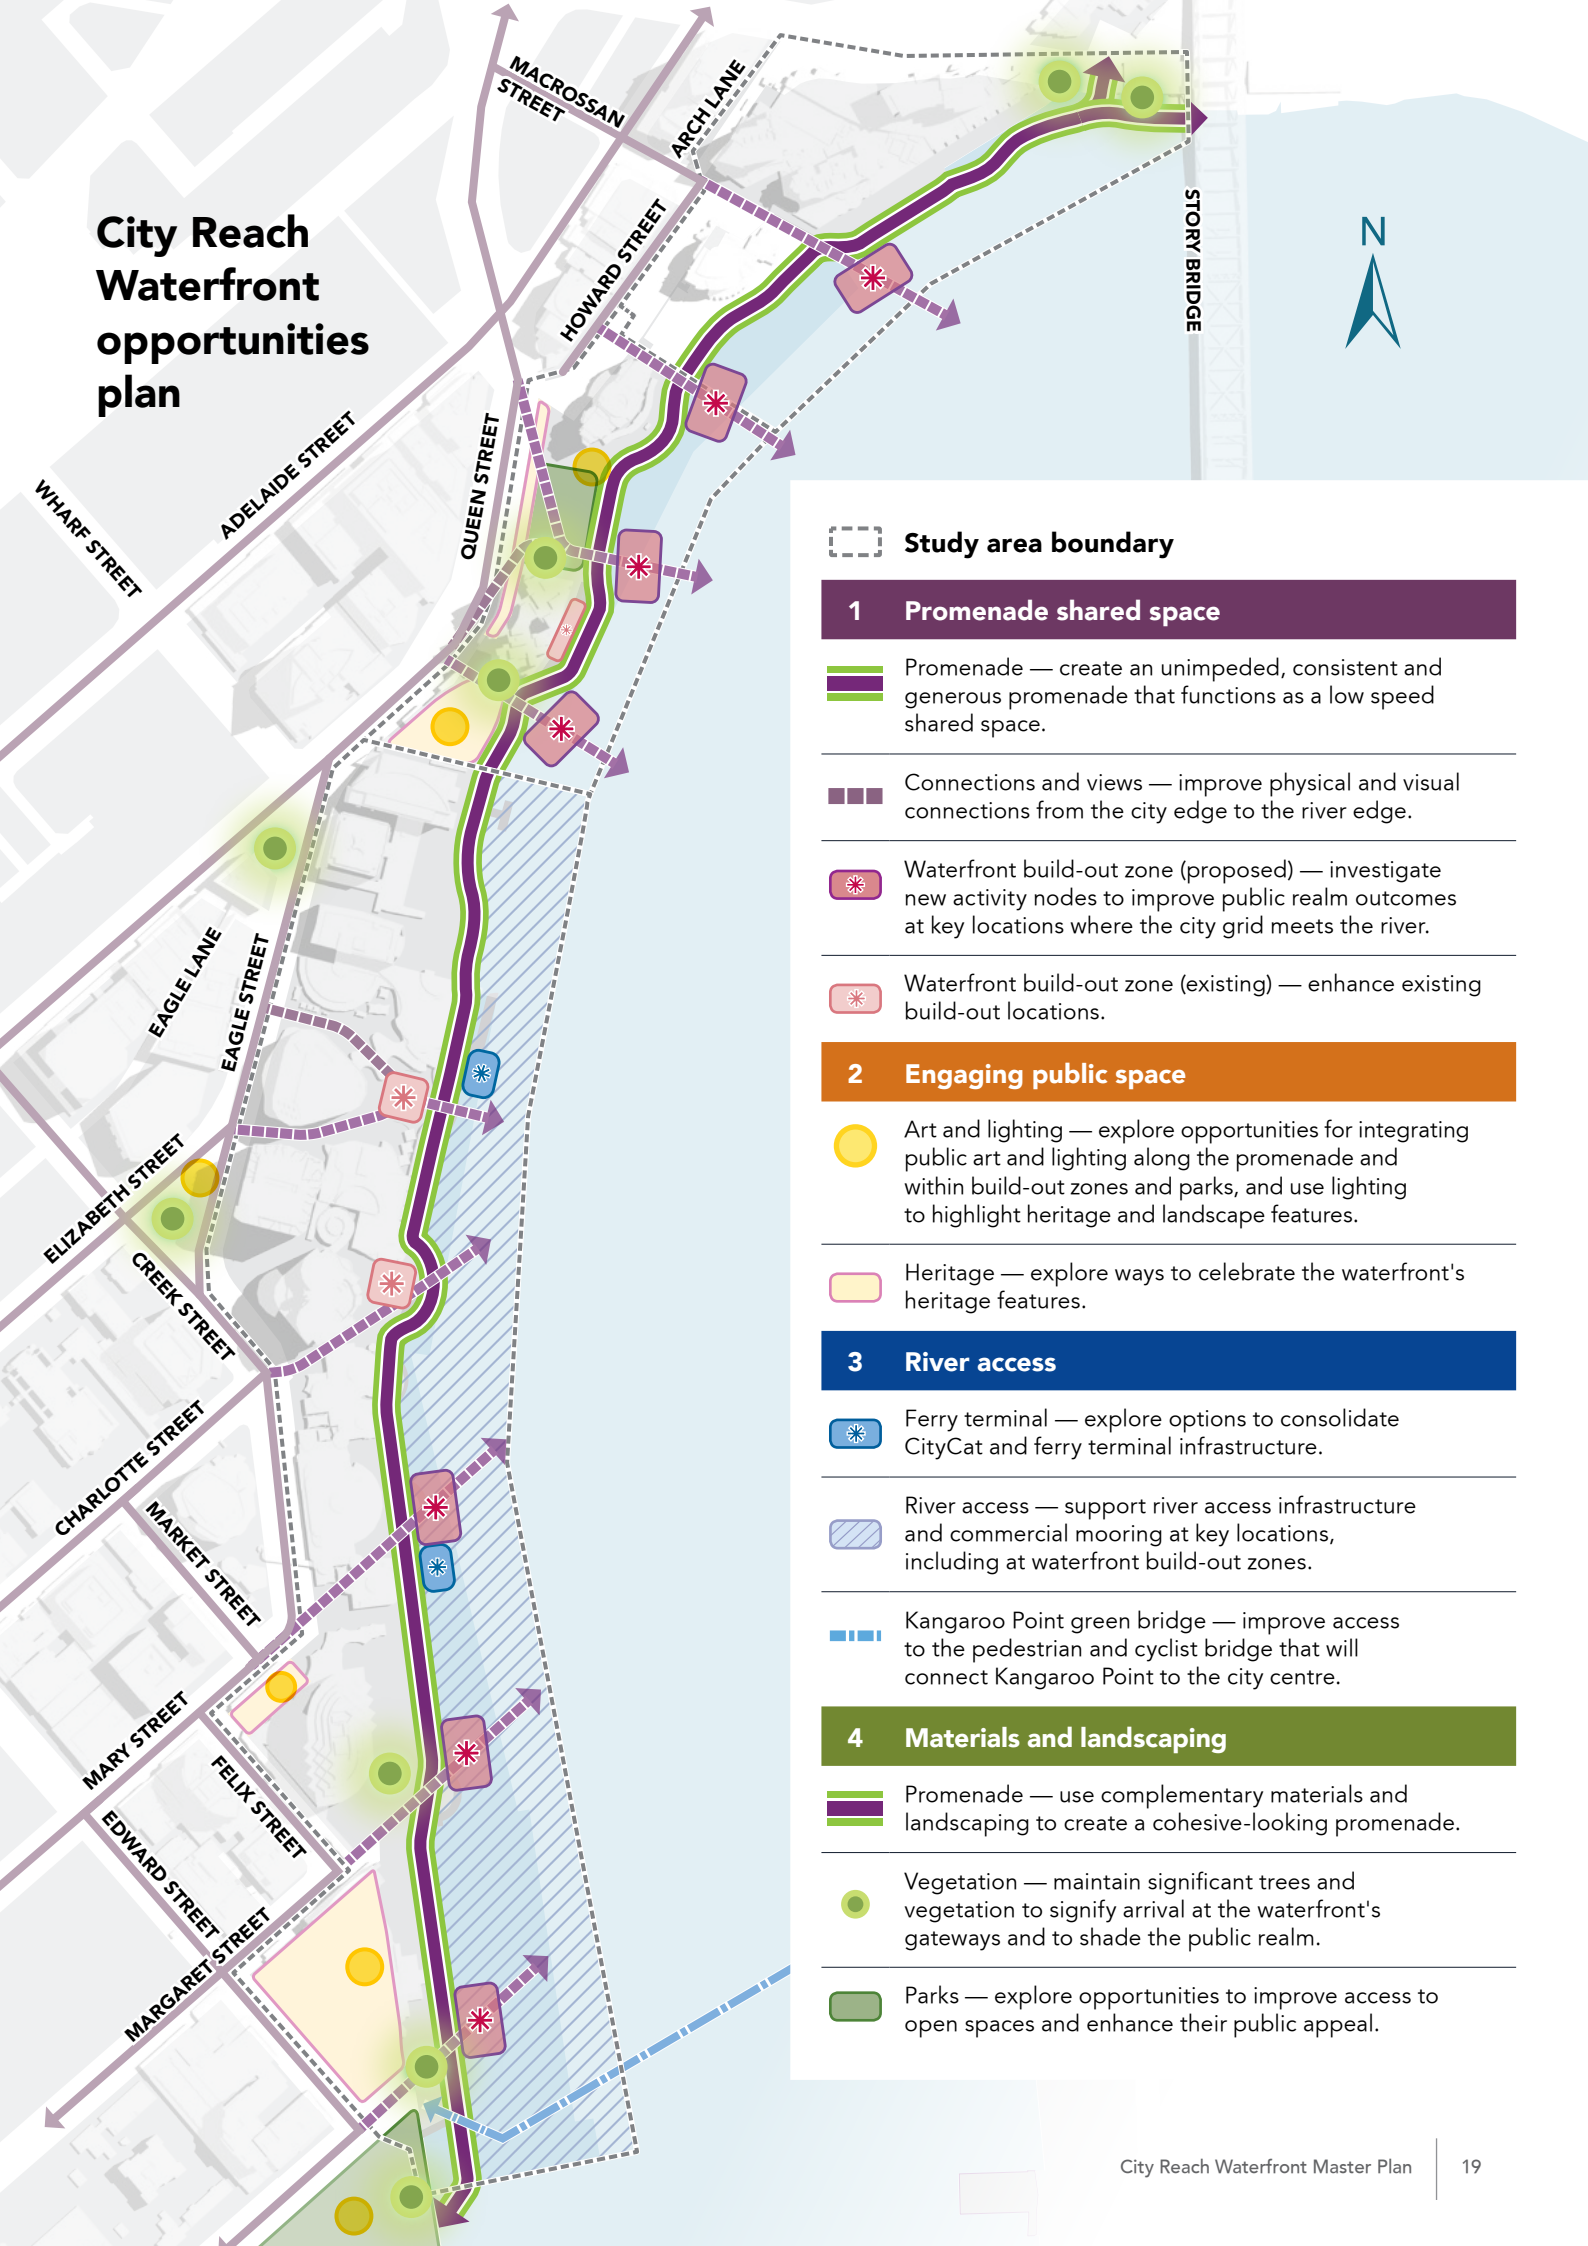 City Reach
Waterfront
opportunities
plan
MACROSSAN
STREET
ARCH LANE
HOWARD STREET
STORY BRIDGE
N
QUEEN STREET
ADELAIDE STREET
WHARF STREET
EAGLE LANE
EAGLE STREET
ELIZABETH STREET
CREEK STREET
CHARLOTTE STREET
MARKET STREET
MARY STREET
FELIX STREET
EDWARD STREET
MARGARET STREET
Study area boundary
1 Promenade shared space
Promenade — create an unimpeded, consistent and
generous promenade that functions as a low speed
shared space.
Connections and views — improve physical and visual
connections from the city edge to the river edge.
Waterfront build-out zone (proposed) — investigate
new activity nodes to improve public realm outcomes
at key locations where the city grid meets the river.
Waterfront build-out zone (existing) — enhance existing
build-out locations.
2 Engaging public space
Art and lighting — explore opportunities for integrating
public art and lighting along the promenade and
within build-out zones and parks, and use lighting
to highlight heritage and landscape features.
Heritage — explore ways to celebrate the waterfront's
heritage features.
3 River access
Ferry terminal — explore options to consolidate
CityCat and ferry terminal infrastructure.
River access — support river access infrastructure
and commercial mooring at key locations,
including at waterfront build-out zones.
Kangaroo Point green bridge — improve access
to the pedestrian and cyclist bridge that will
connect Kangaroo Point to the city centre.
4 Materials and landscaping
Promenade — use complementary materials and
landscaping to create a cohesive-looking promenade.
Vegetation — maintain significant trees and
vegetation to signify arrival at the waterfront's
gateways and to shade the public realm.
Parks — explore opportunities to improve access to
open spaces and enhance their public appeal.
City Reach Waterfront Master Plan 19